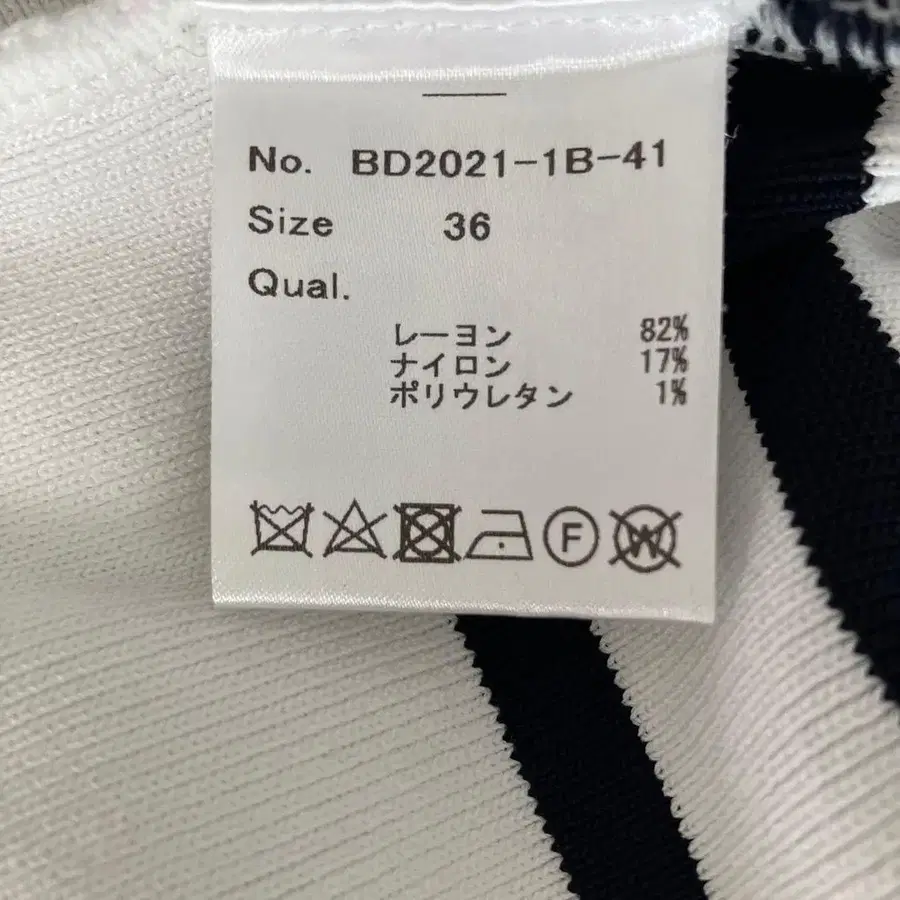 No. BD2021-1B-41
Size 36
Qual.
レーヨン 82%
ナイロン 17%
ポリウレタン 1%
F W